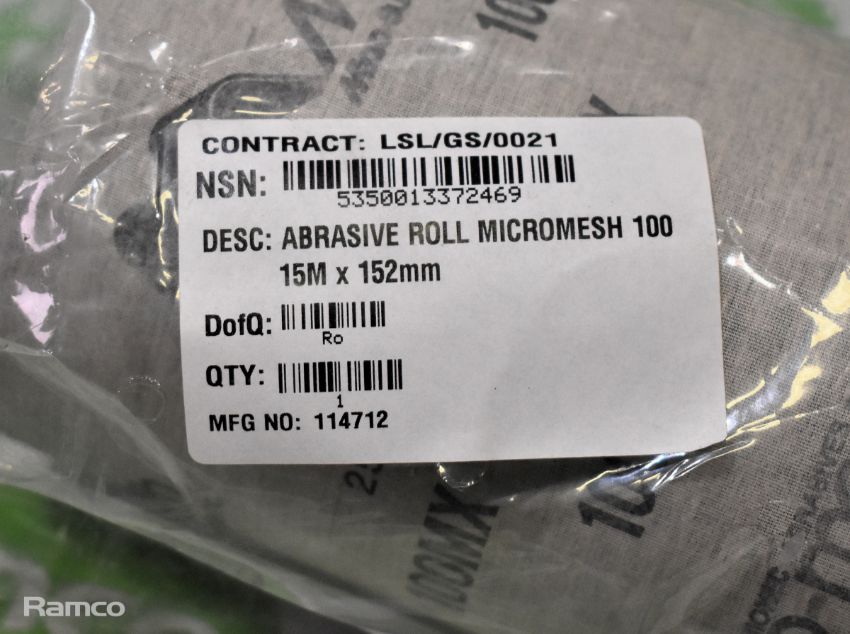 CONTRACT: LSL/GS/0021
NSN:
5350013372469
DESC: ABRASIVE ROLL MICROMESH 100
15M x 152mm
DofQ:
Ro
QTY:
1
MFG NO: 114712
100MX
Ramco